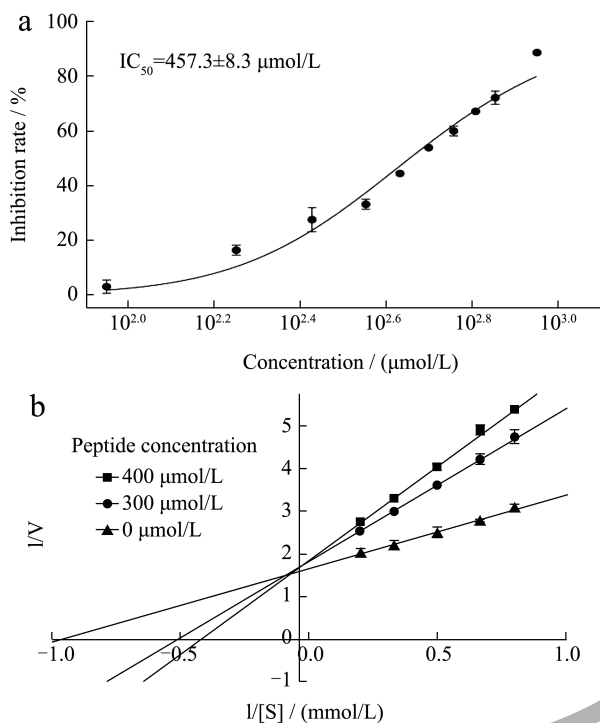 a
100
80
60
40
20
0
IC50=457.3±8.3 μmol/L
Inhibition rate / %
10^2.0 10^2.2 10^2.4 10^2.6 10^2.8 10^3.0
Concentration / (μmol/L)
b
Peptide concentration
400 μmol/L
300 μmol/L
0 μmol/L
l/V
5
4
3
2
1
0
−1
−1.0 −0.5 0.0 0.5 1.0
l/[S] / (mmol/L)